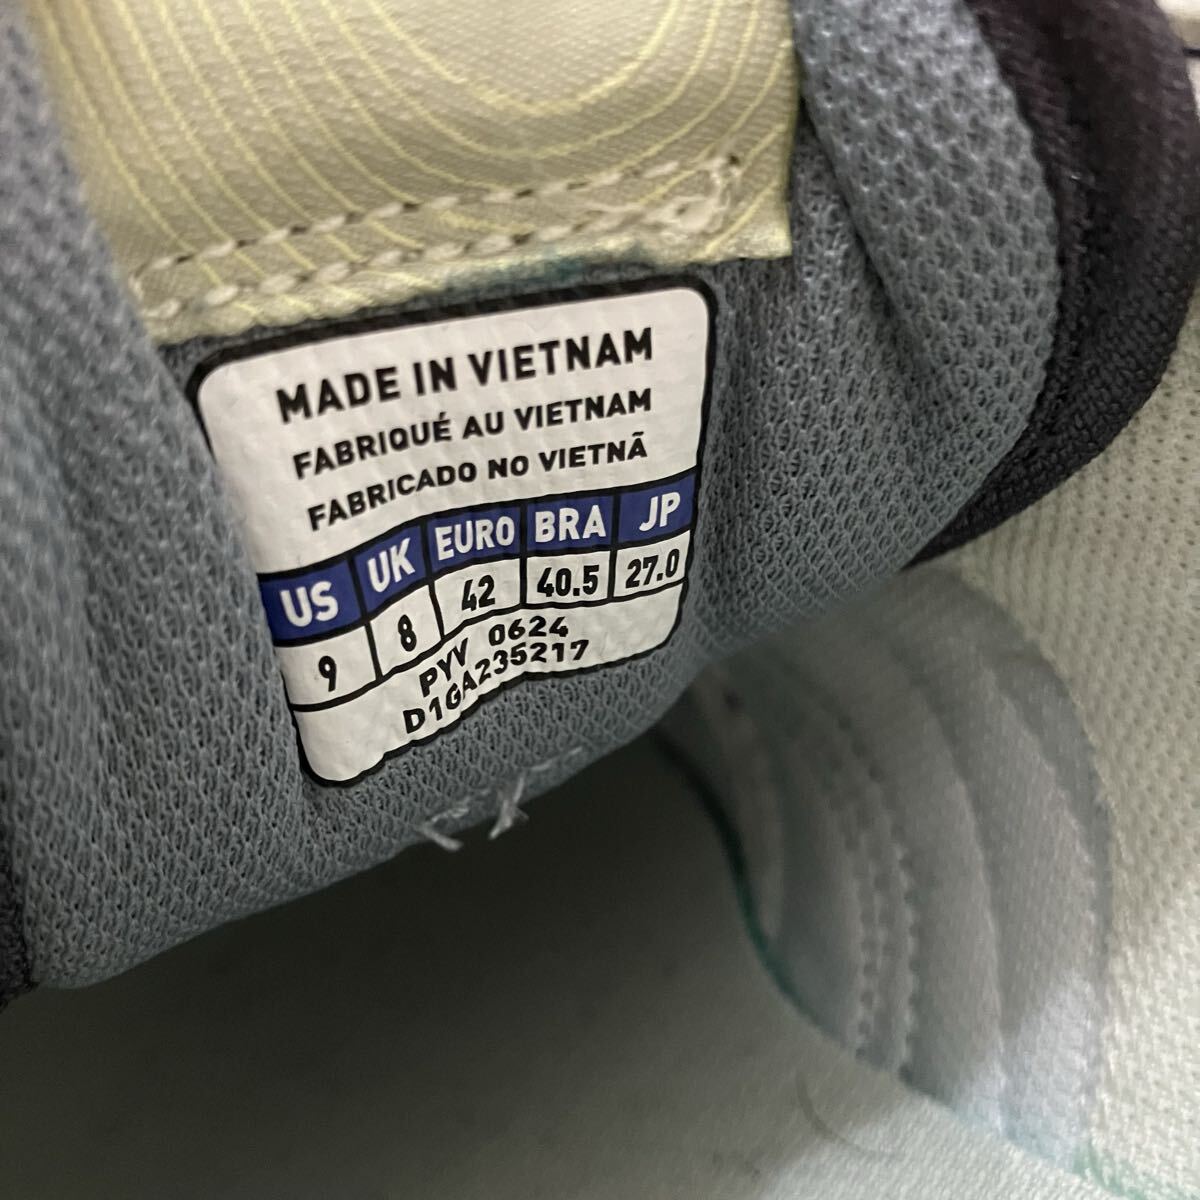 MADE IN VIETNAM
FABRIQUÉ AU VIETNAM
FABRICADO NO VIETNÃ
US UK EURO BRA JP
9 8 42 40.5 27.0
PYV 0624
D1GA235217